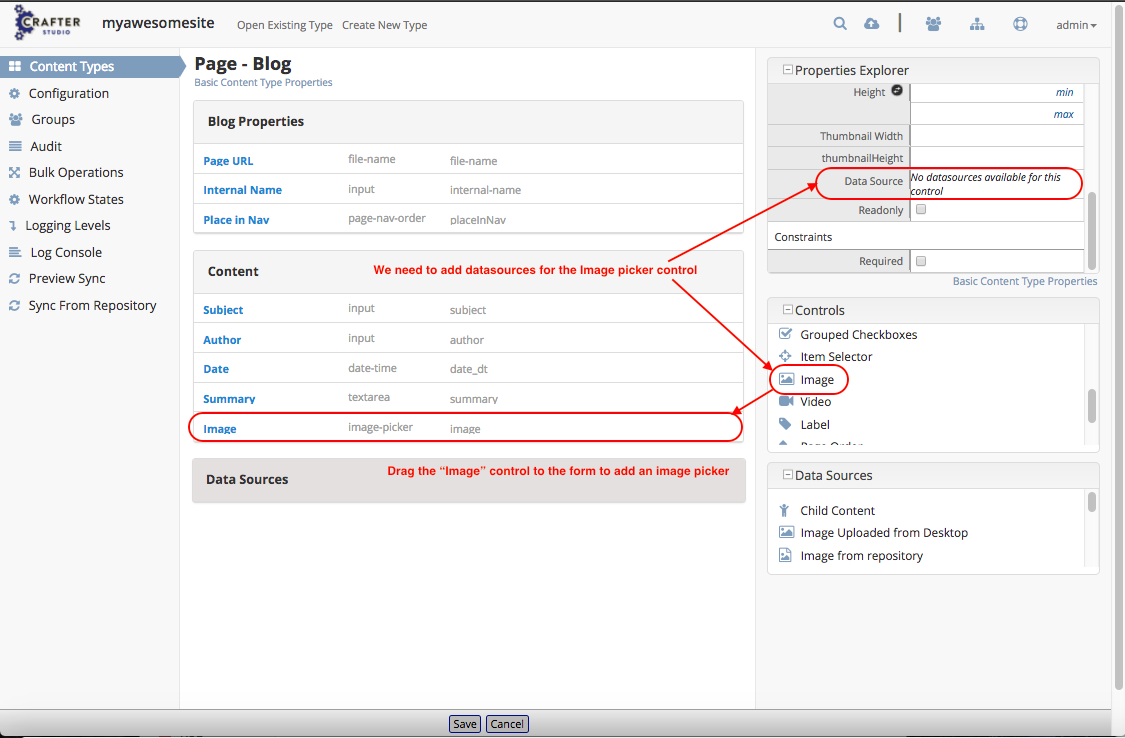 CRAFTER
STUDIO
myawesomesite
Open Existing Type
Create New Type
admin
Content Types
Configuration
Groups
Audit
Bulk Operations
Workflow States
Logging Levels
Log Console
Preview Sync
Sync From Repository
Page - Blog
Basic Content Type Properties
Blog Properties
Page URL file-name file-name
Internal Name input internal-name
Place in Nav page-nav-order placeInNav
Content
We need to add datasources for the Image picker control
Subject input subject
Author input author
Date date-time date_dt
Summary textarea summary
Image image-picker image
Data Sources
Drag the “Image” control to the form to add an image picker
Properties Explorer
Height min
max
Thumbnail Width
thumbnailHeight
Data Source No datasources available for this
control
Readonly
Constraints
Required
Basic Content Type Properties
Controls
Grouped Checkboxes
Item Selector
Image
Video
Label
Page Order
Data Sources
Child Content
Image Uploaded from Desktop
Image from repository
Save Cancel